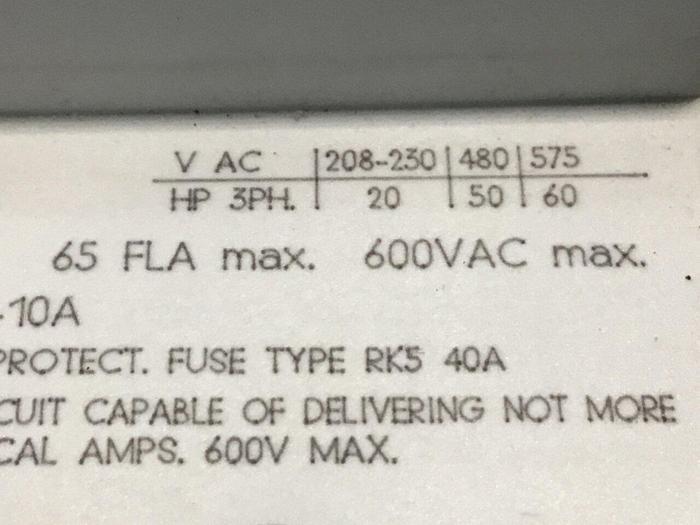 V AC 208-230 480 575
HP 3PH. 20 50 60
65 FLA max. 600VAC max.
-10A
PROTECT. FUSE TYPE RK5 40A
CUIT CAPABLE OF DELIVERING NOT MORE
CAL AMPS. 600V MAX.